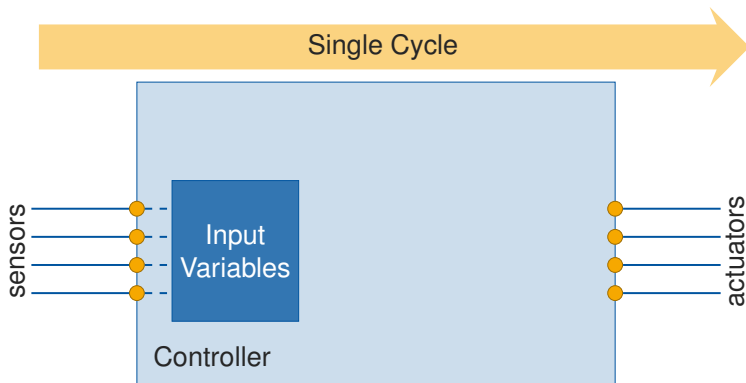 Single Cycle
sensors
Input
Variables
actuators
Controller